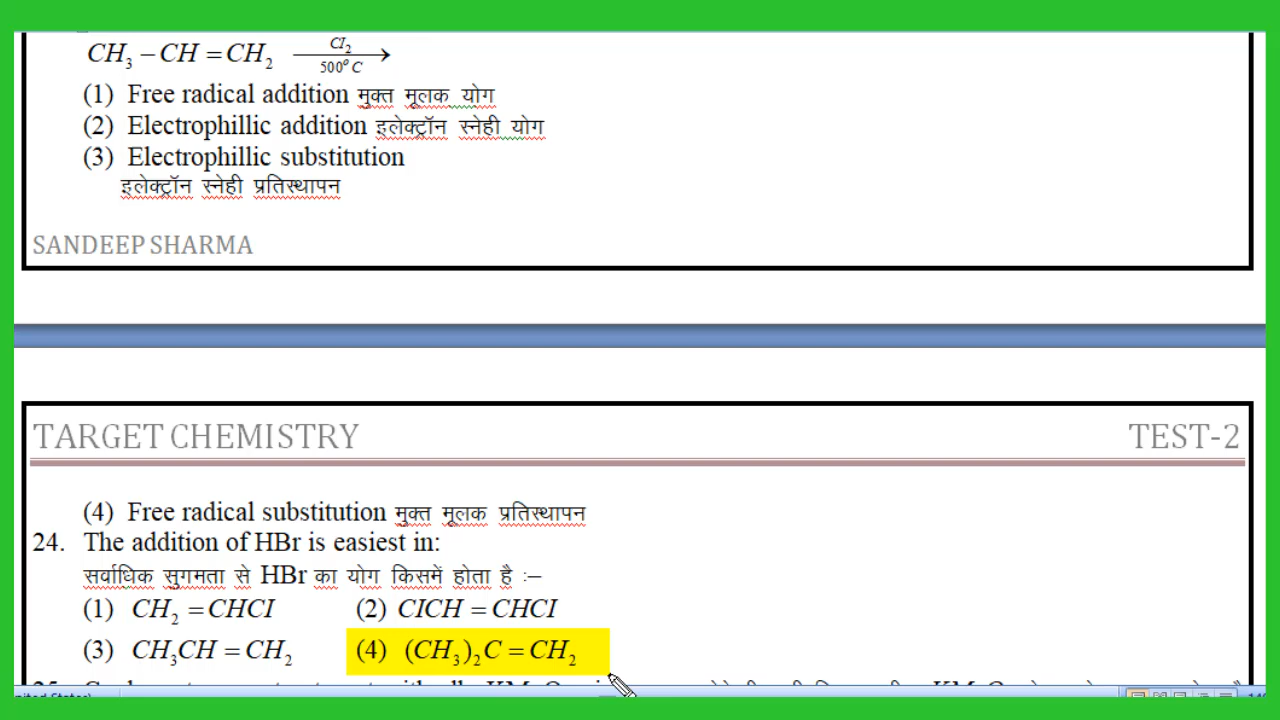 CH₃ – CH = CH₂ Cl₂ 500⁰ C
(1) Free radical addition मुक्त मूलक योग
(2) Electrophillic addition इलेक्ट्रॉन स्नेही योग
(3) Electrophillic substitution
इलेक्ट्रॉन स्नेही प्रतिस्थापन
SANDEEP SHARMA
TARGET CHEMISTRY TEST-2
(4) Free radical substitution मुक्त मूलक प्रतिस्थापन
24. The addition of HBr is easiest in:
सर्वाधिक सुगमता से HBr का योग किसमें होता है :–
(1) CH₂ = CHCl (2) ClCH = CHCl
(3) CH₃CH = CH₂ (4) (CH₃)₂C = CH₂